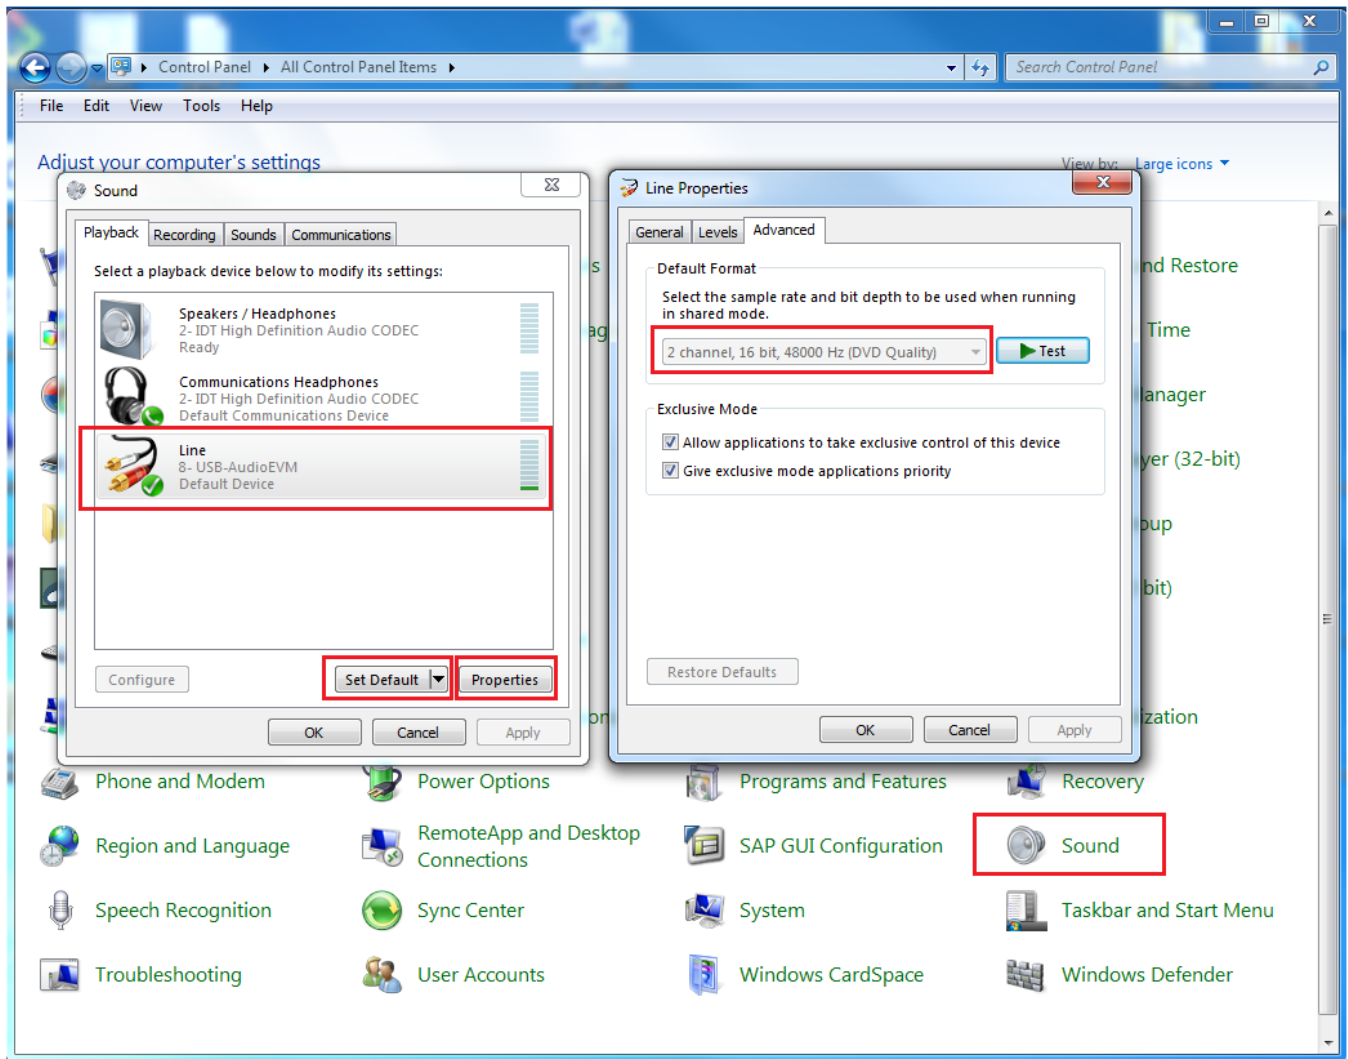 Control Panel
All Control Panel Items
Search Control Panel
File Edit View Tools Help
Adjust your computer's settings
View by: Large icons
Sound
Playback Recording Sounds Communications
Select a playback device below to modify its settings:
Speakers / Headphones
2- IDT High Definition Audio CODEC
Ready
Communications Headphones
2- IDT High Definition Audio CODEC
Default Communications Device
Line
8- USB-AudioEVM
Default Device
Configure Set Default Properties
OK Cancel Apply
Line Properties
General Levels Advanced
Default Format
Select the sample rate and bit depth to be used when running
in shared mode.
2 channel, 16 bit, 48000 Hz (DVD Quality) Test
Exclusive Mode
Allow applications to take exclusive control of this device
Give exclusive mode applications priority
Restore Defaults
OK Cancel Apply
s
nd Restore
ag
Time
anager
yer (32-bit)
oup
bit)
on
zation
Phone and Modem Power Options Programs and Features Recovery
Region and Language
RemoteApp and Desktop
Connections
SAP GUI Configuration
Sound
Speech Recognition Sync Center System Taskbar and Start Menu
Troubleshooting User Accounts Windows CardSpace Windows Defender